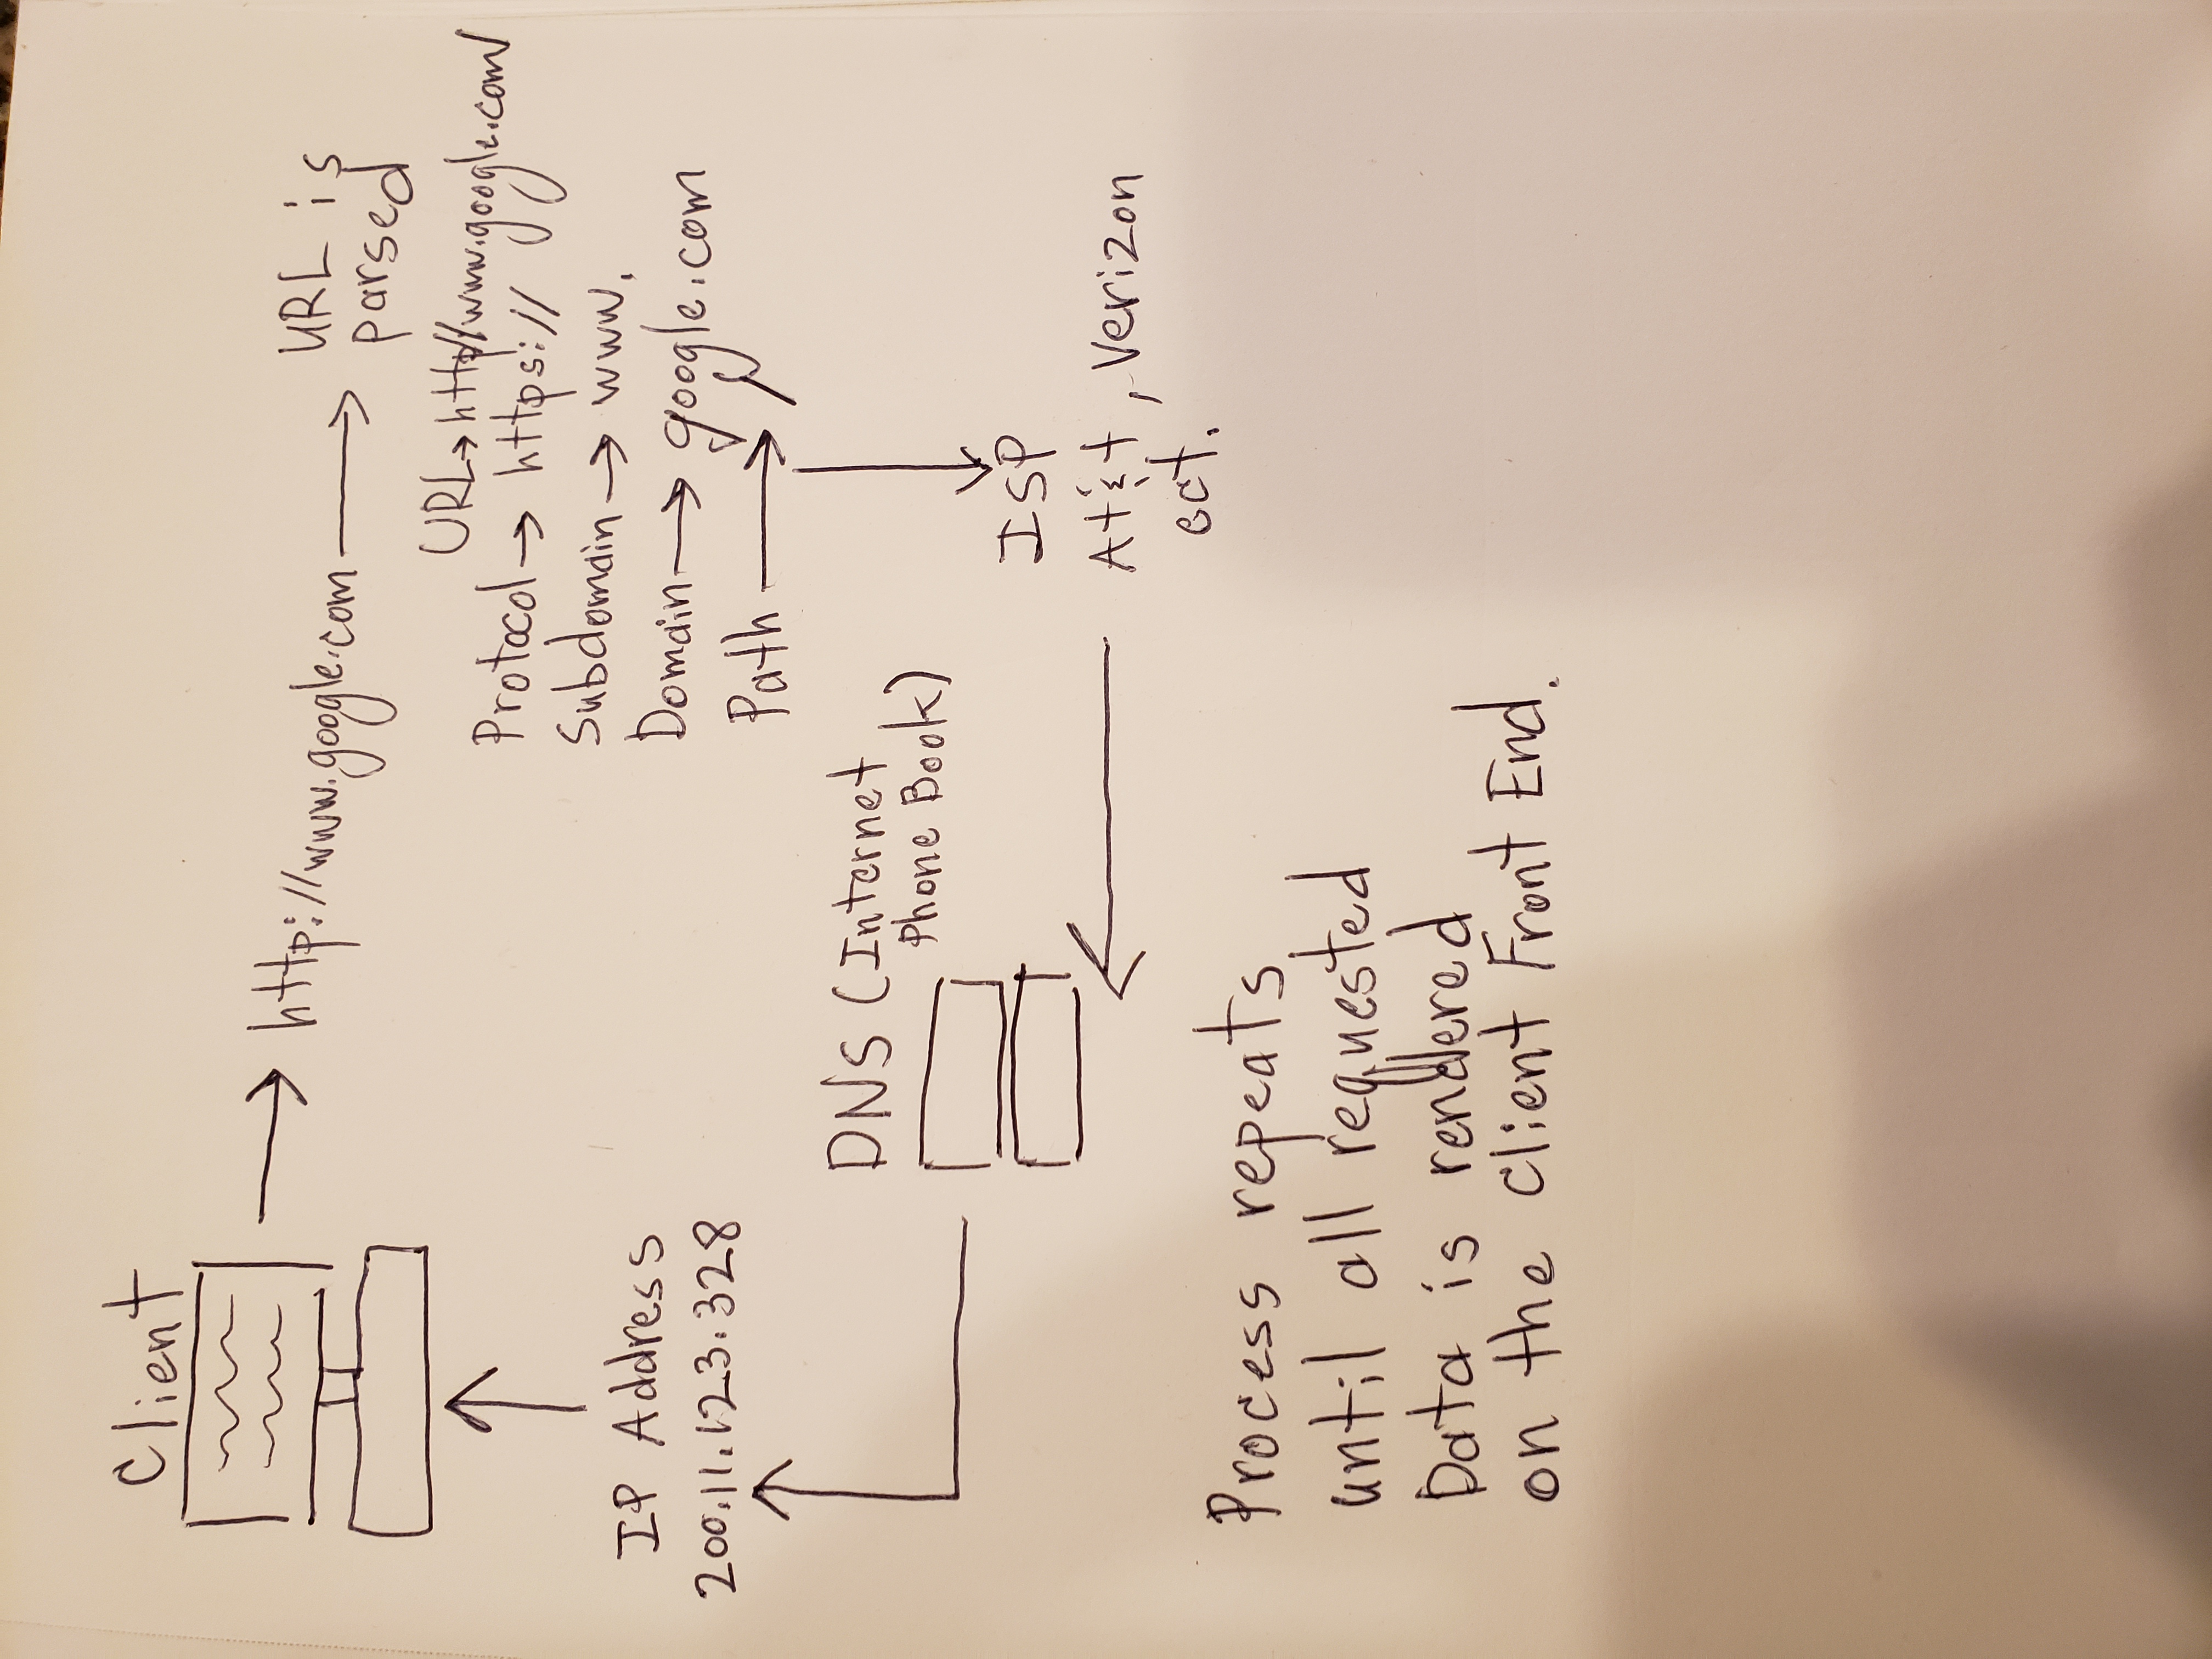 Client
http://www.google.com
URL is
parsed
URL→http//www.google.com/
Protocol → https://
Subdomain → www.
Domain → google.com
Path → /
IP Address
200.11.123.328
DNS (Internet
Phone Book)
ISP
At&t, Verizon
ect.
Process repeats
until all requested
Data is rendered
on the Client Front End.